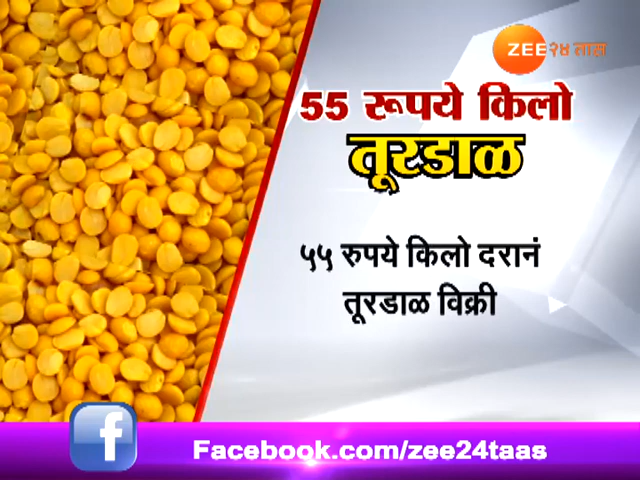 ZEE २४ तास
55 रूपये किलो
तूरडाळ
५५ रुपये किलो दरानं
तूरडाळ विक्री
f
Facebook.com/zee24taas